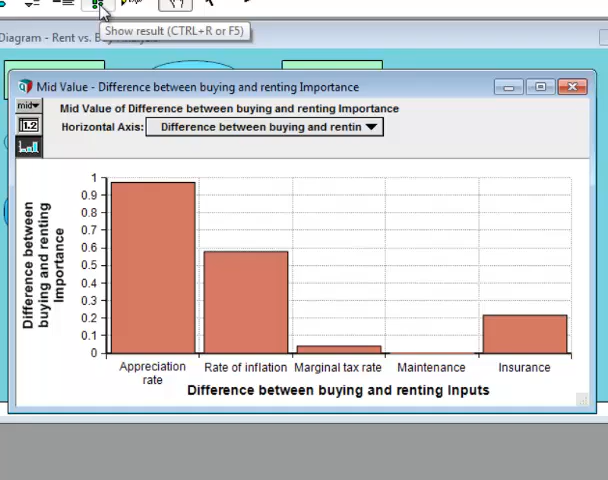 Show result (CTRL+R or F5)
Diagram - Rent vs. Buy
Mid Value - Difference between buying and renting Importance
mid
Mid Value of Difference between buying and renting Importance
1.2
Horizontal Axis: Difference between buying and rentin
Difference between
buying and renting
Importance
1
0.9
0.8
0.7
0.6
0.5
0.4
0.3
0.2
0.1
0
Appreciation
rate
Rate of inflation
Marginal tax rate
Maintenance
Insurance
Difference between buying and renting Inputs